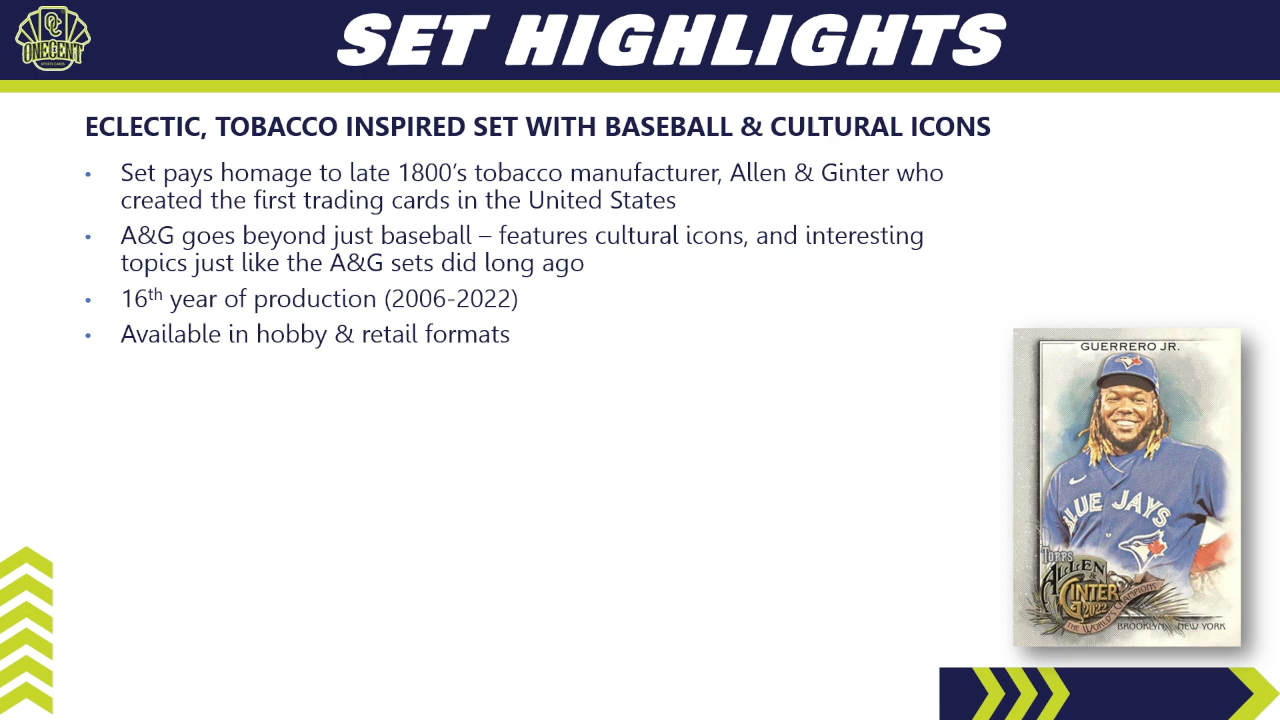 OC
ONECENT
SPORTS CARDS
SET HIGHLIGHTS
ECLECTIC, TOBACCO INSPIRED SET WITH BASEBALL & CULTURAL ICONS
• Set pays homage to late 1800’s tobacco manufacturer, Allen & Ginter who
created the first trading cards in the United States
• A&G goes beyond just baseball – features cultural icons, and interesting
topics just like the A&G sets did long ago
• 16th year of production (2006-2022)
• Available in hobby & retail formats
GUERRERO JR.
BLUE JAYS
TOPPS
ALLEN &
GINTER
2022
THE WORLD'S CHAMPIONS
BROOKLYN, NEW YORK